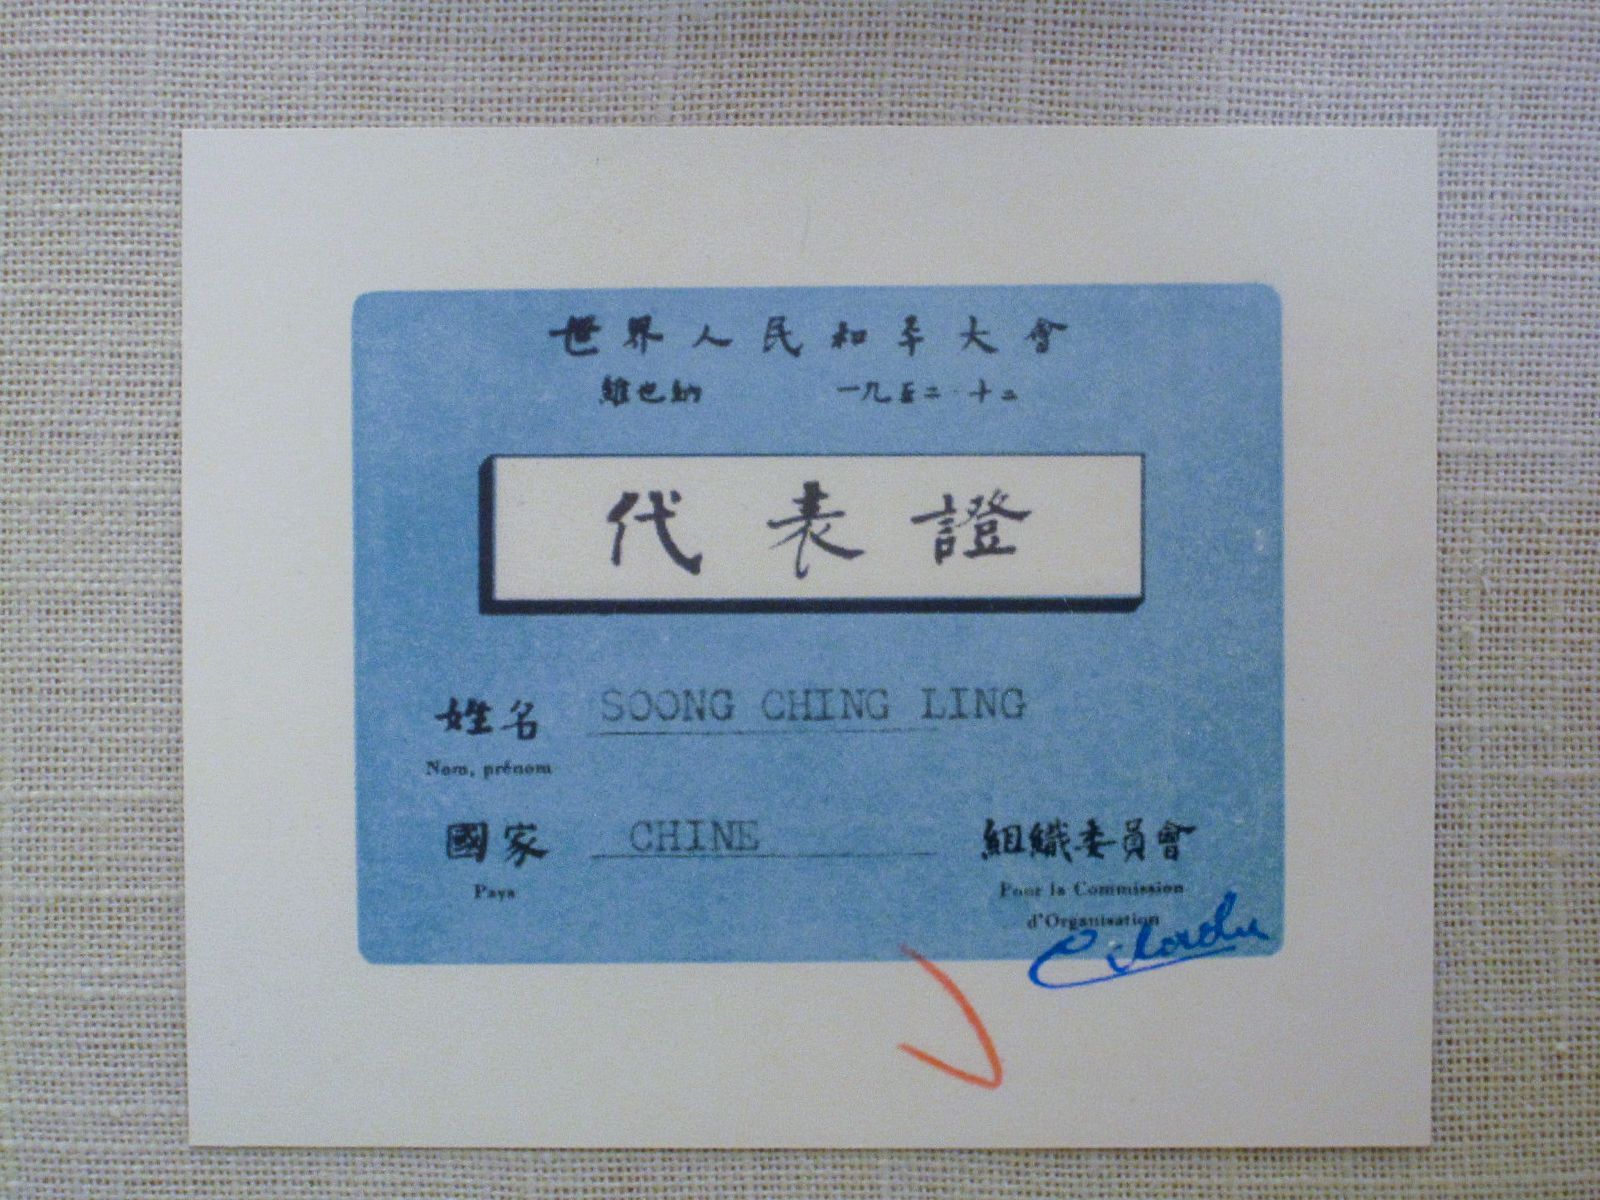 世界人民和平大會
維也納 一九五二·十二
代表證
姓名 SOONG CHING LING
Nom, prénom
國家 CHINE
Pays
組織委員會
Pour la Commission
d'Organisation